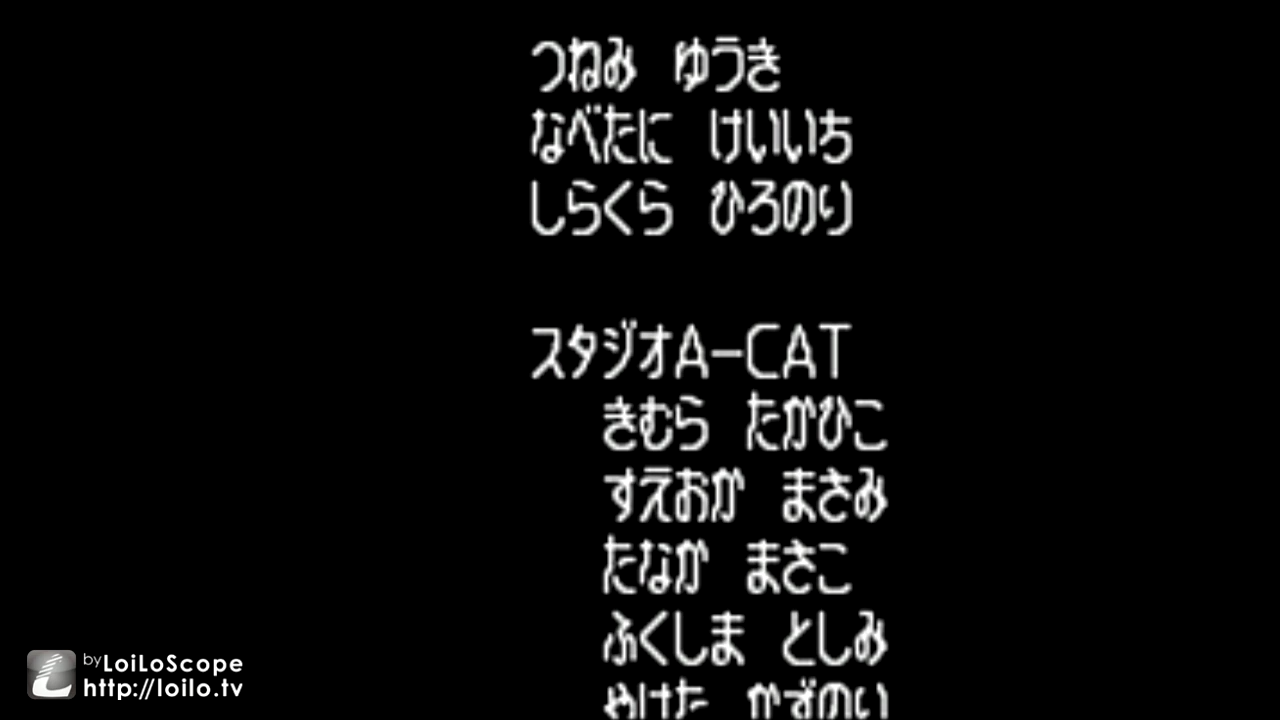 つねみ ゆうき
なべたに けいいち
しらくら ひろのり
スタジオA-CAT
きむら たかひこ
すえおか まさみ
たなか まさこ
ふくしま としみ
by LoiLoScope
http://loilo.tv